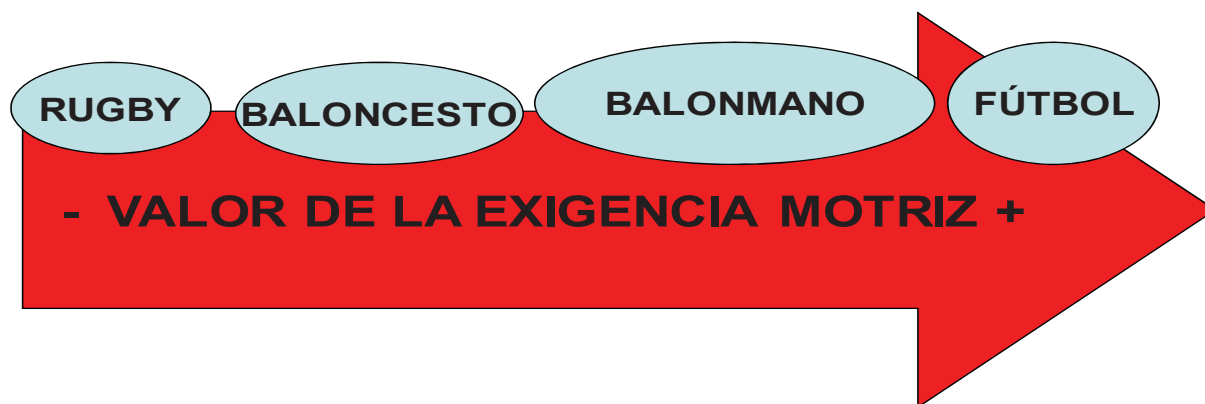 RUGBY
BALONCESTO
BALONMANO
FÚTBOL
- VALOR DE LA EXIGENCIA MOTRIZ +